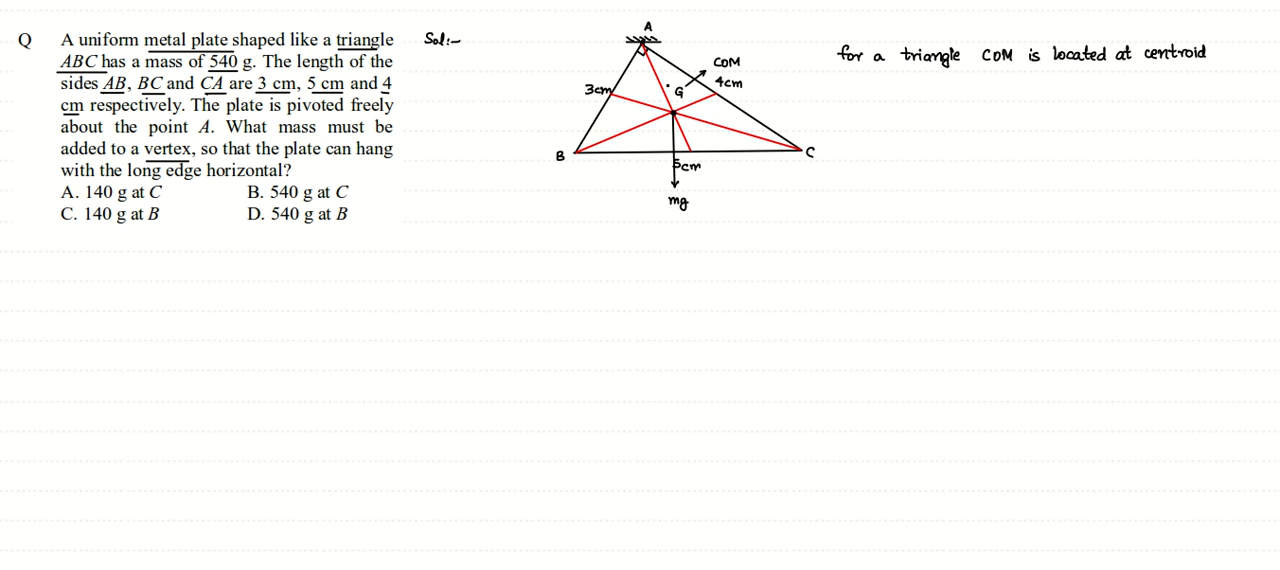 Q A uniform metal plate shaped like a triangle
ABC has a mass of 540 g. The length of the
sides AB, BC and CA are 3 cm, 5 cm and 4
cm respectively. The plate is pivoted freely
about the point A. What mass must be
added to a vertex, so that the plate can hang
with the long edge horizontal?
A. 140 g at C B. 540 g at C
C. 140 g at B D. 540 g at B
Sol:-
A
COM
3cm
G
4cm
B
C
5cm
mg
for a triangle COM is located at centroid